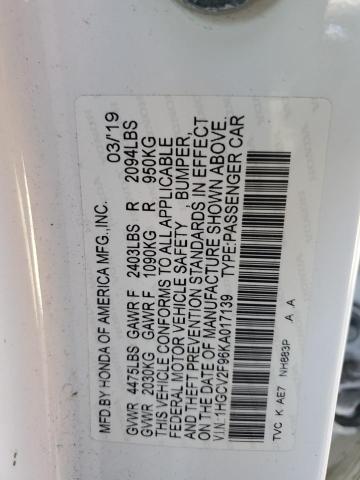 MFD BY HONDA OF AMERICA MFG.,INC. 03/19
GVWR 4475LBS GAWR F 2403LBS R 2094LBS
GVWR 2030KG GAWR F 1090KG R 950KG
THIS VEHICLE CONFORMS TO ALL APPLICABLE
FEDERAL MOTOR VEHICLE SAFETY , BUMPER,
AND THEFT PREVENTION STANDARDS IN EFFECT
ON THE DATE OF MANUFACTURE SHOWN ABOVE
V.I.N:1HGCV2F96KA017139 TYPE:PASSENGER CAR
TVC K AE7 NH883P .A .A